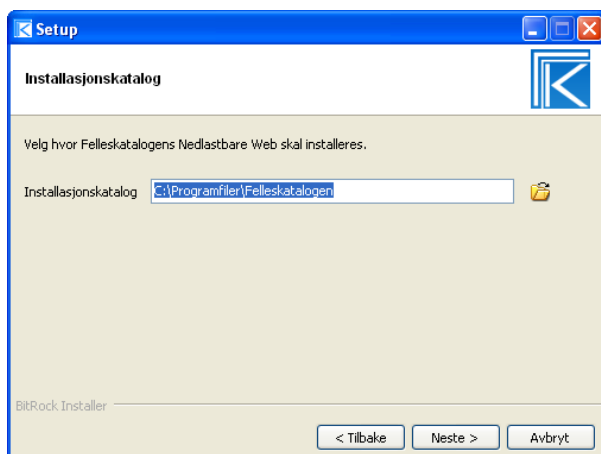 Setup
Installasjonskatalog
Velg hvor Felleskatalogens Nedlastbare Web skal installeres.
Installasjonskatalog C:\Programfiler\Felleskatalogen
BitRock Installer
< Tilbake Neste > Avbryt